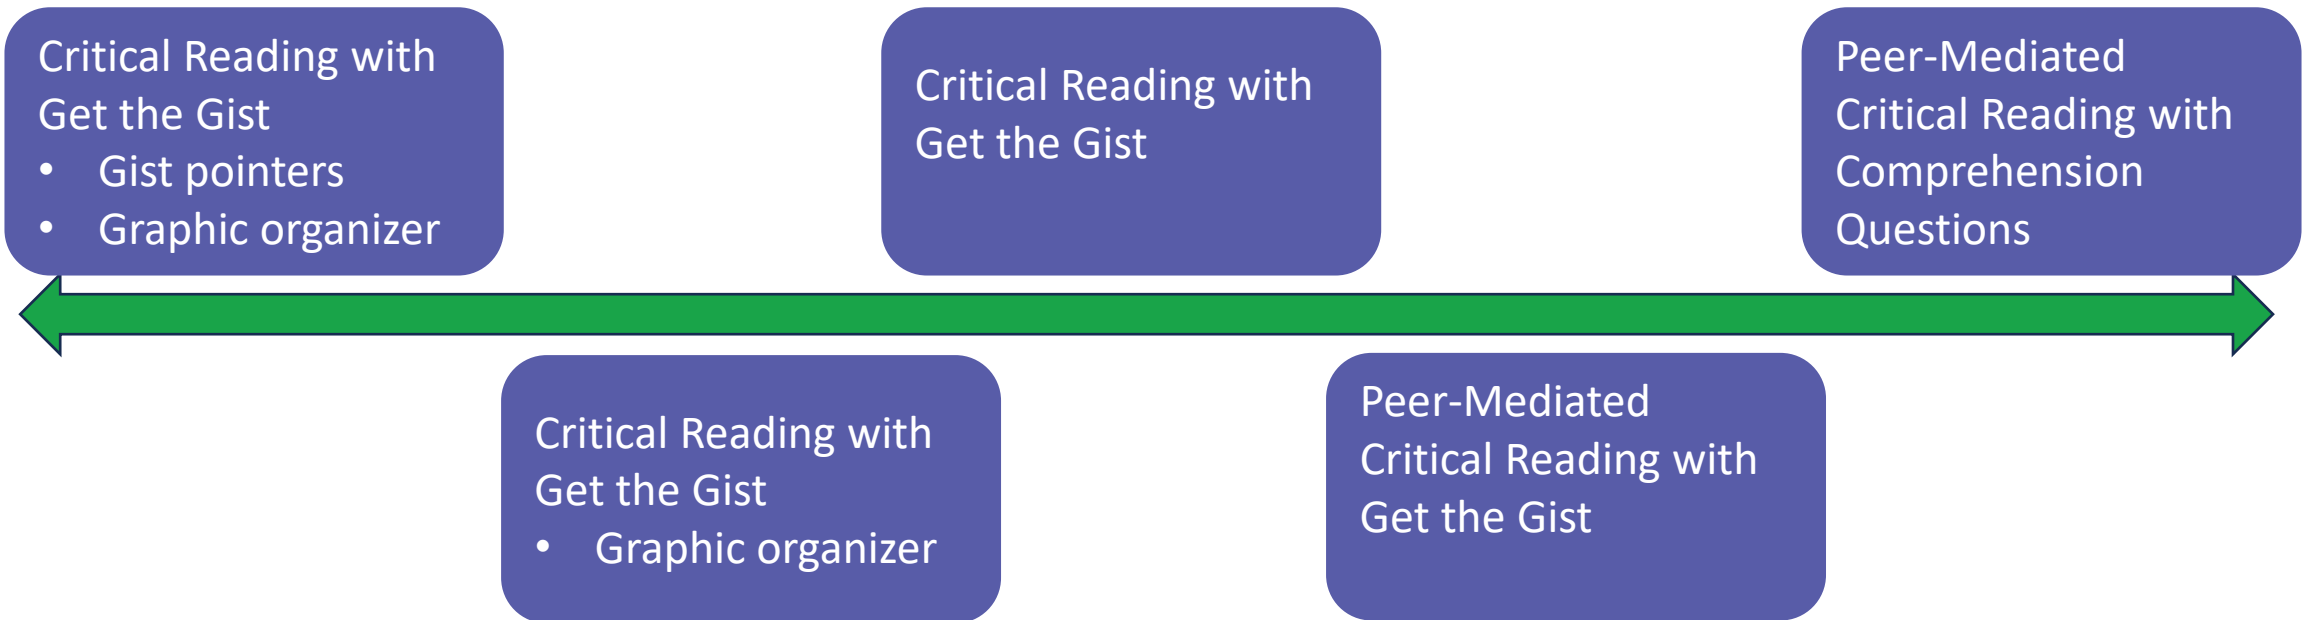 Critical Reading with
Get the Gist
• Gist pointers
• Graphic organizer
Critical Reading with
Get the Gist
• Graphic organizer
Critical Reading with
Get the Gist
Peer-Mediated
Critical Reading with
Get the Gist
Peer-Mediated
Critical Reading with
Comprehension
Questions